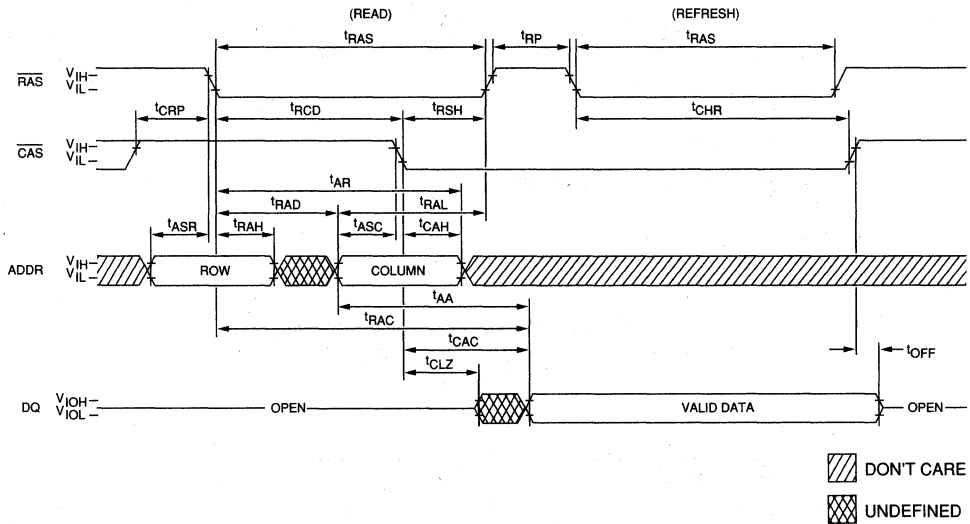 (READ) (REFRESH)
tRAS tRP tRAS
RAS VIH
VIL
tCRP tRCD tRSH tCHR
CAS VIH
VIL
tAR
tRAD tRAL
tASR tRAH tASC tCAH
ADDR VIH
VIL
ROW COLUMN
tAA
tRAC
tCAC
tOFF
tCLZ
DQ VIOH
VIOL
OPEN VALID DATA OPEN
DON'T CARE
UNDEFINED